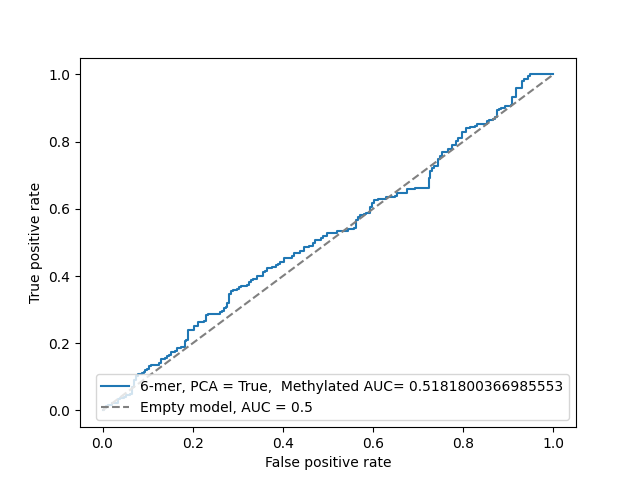 1.0
0.8
0.6
0.4
0.2
0.0
True positive rate
6-mer, PCA = True,  Methylated AUC= 0.5181800366985553
Empty model, AUC = 0.5
0.0 0.2 0.4 0.6 0.8 1.0
False positive rate